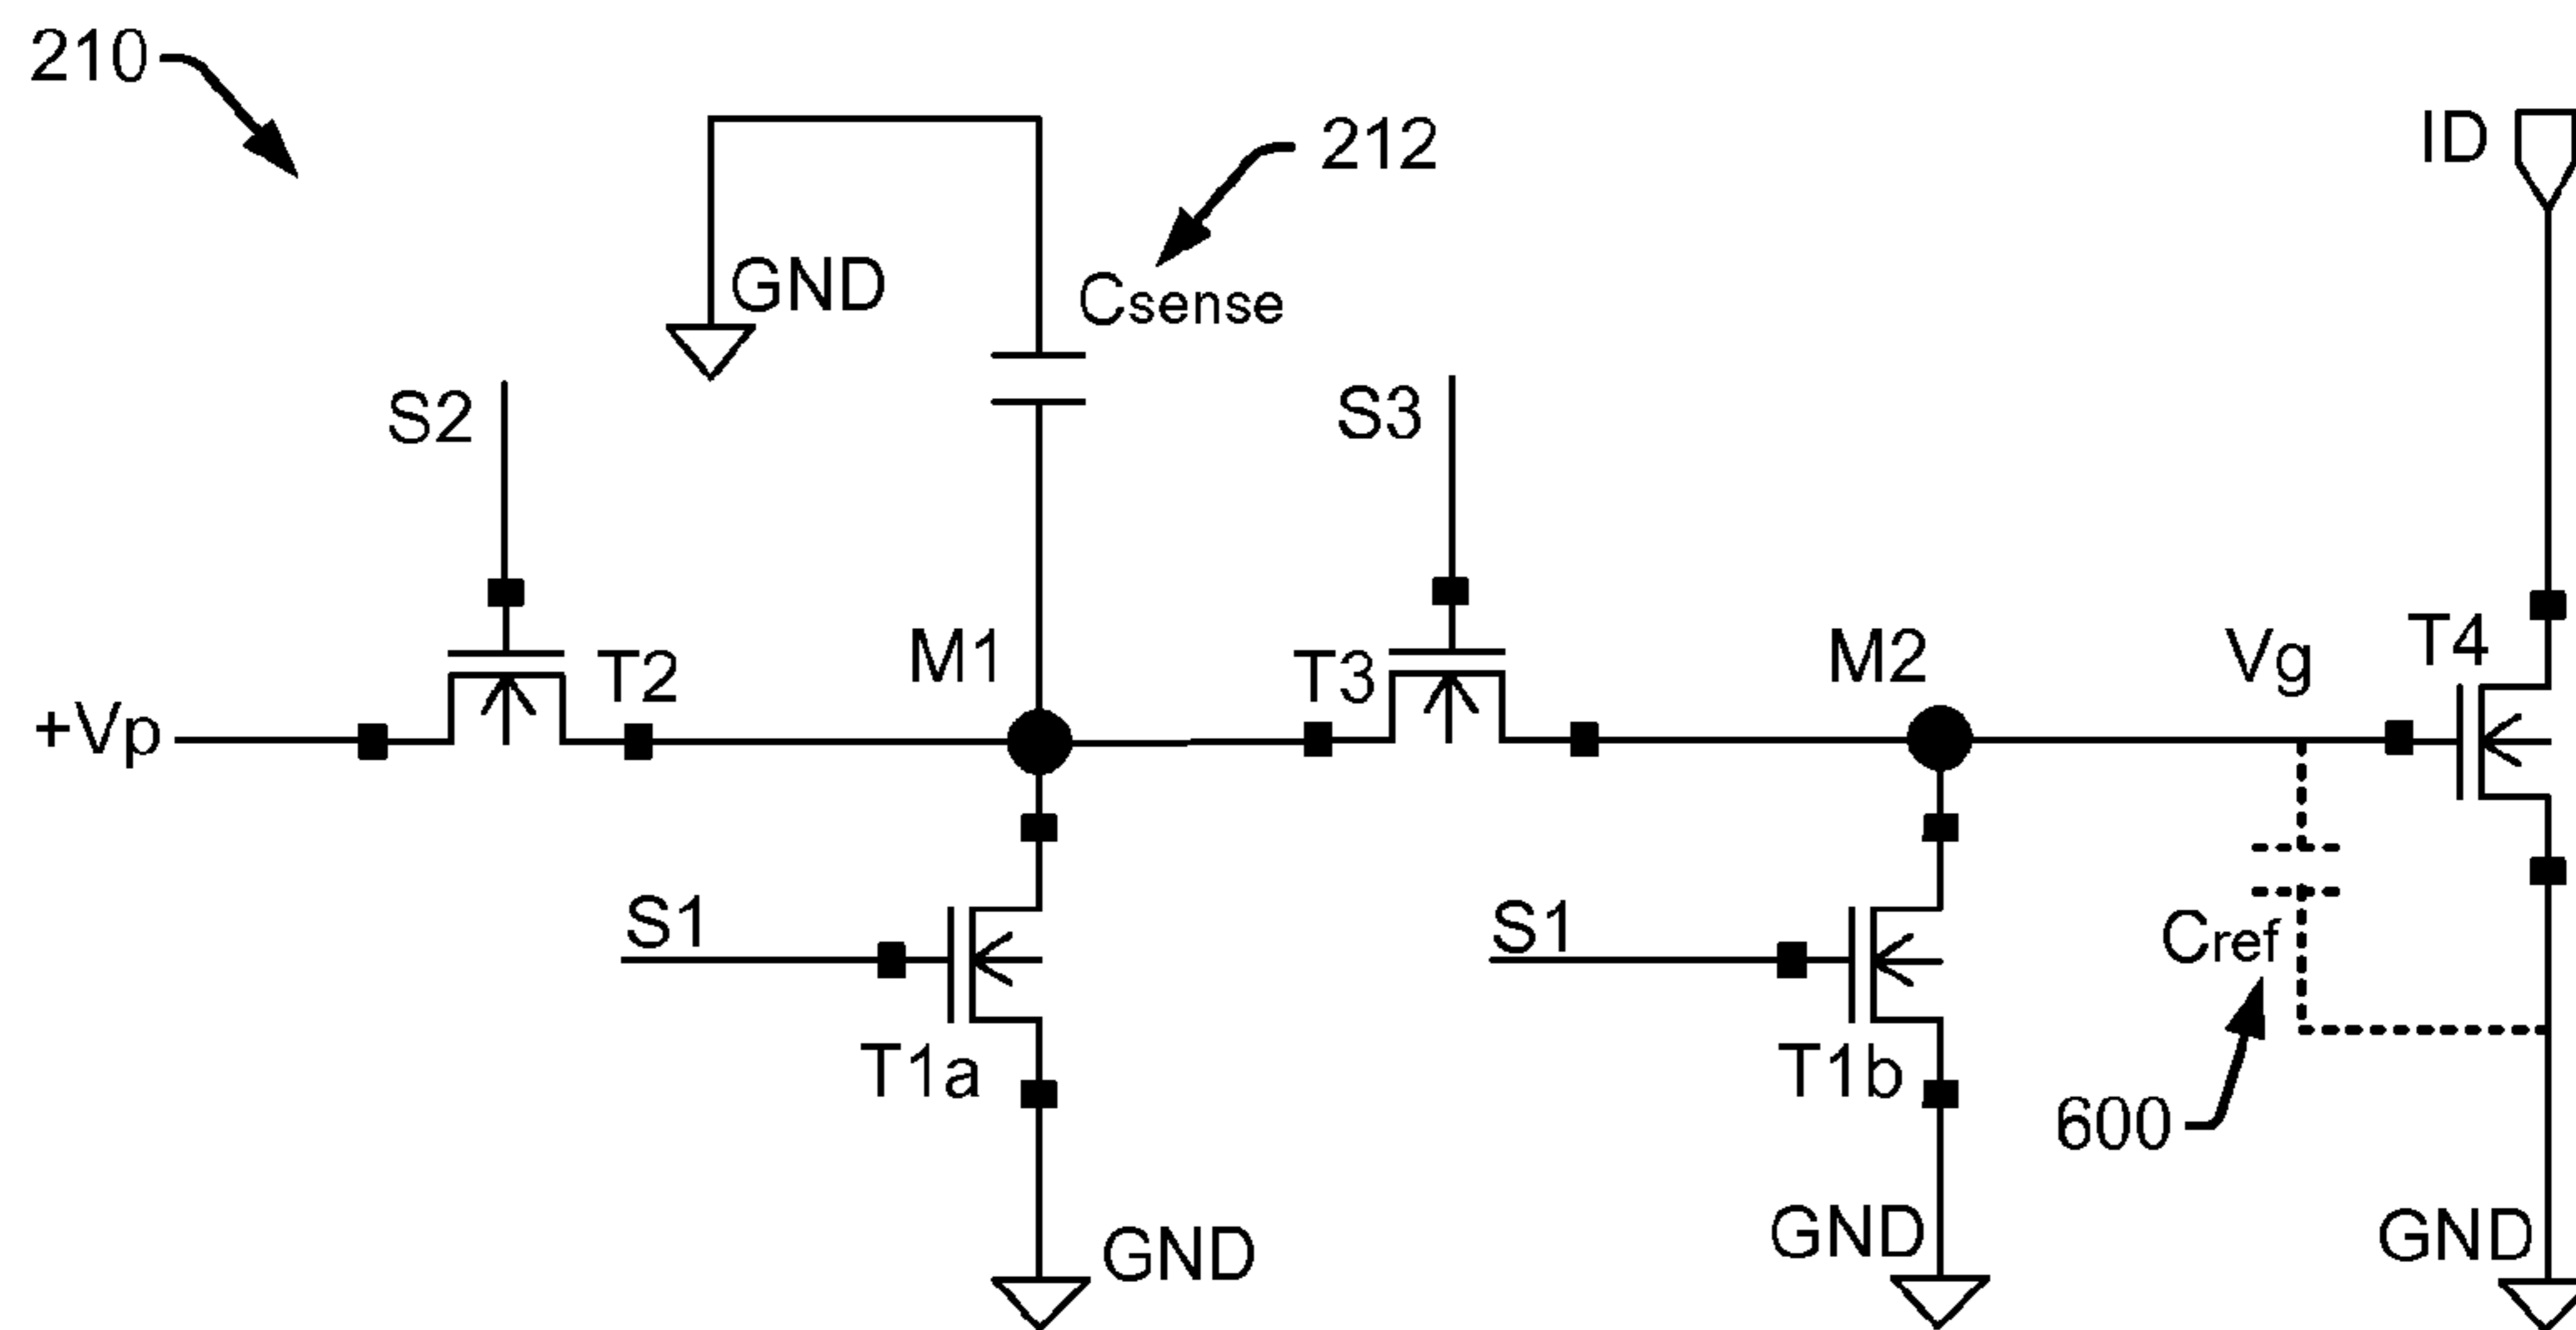 210
212
ID
GND
Csense
S2
S3
T2
M1
T3
M2
Vg
T4
+Vp
S1
S1
Cref
T1a
T1b
600
GND
GND
GND